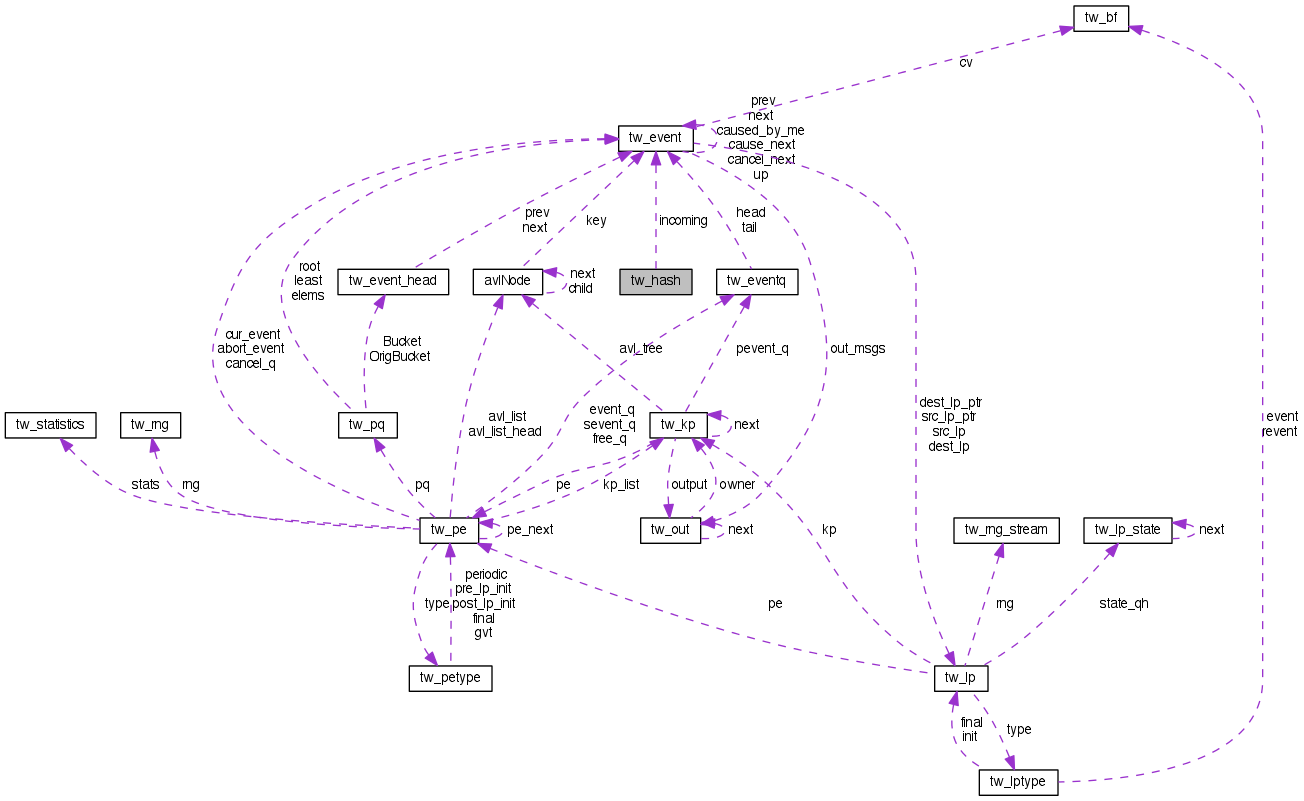 tw_bf
cv
prev
next
caused_by_me
cause_next
cancel_next
up
tw_event
prev
next
key
incoming
head
tail
tw_event_head
avlNode
next
child
tw_hash
tw_eventq
root
least
elems
cur_event
abort_event
cancel_q
Bucket
OrigBucket
avl_tree
pevent_q
out_msgs
dest_lp_ptr
src_lp_ptr
src_lp
dest_lp
event
revent
tw_statistics
tw_rng
tw_pq
avl_list
avl_list_head
event_q
sevent_q
free_q
tw_kp
next
stats
rng
pq
pe
kp_list
output
owner
tw_pe
pe_next
tw_out
next
kp
tw_rng_stream
tw_lp_state
next
type
periodic
pre_lp_init
post_lp_init
final
gvt
pe
rng
state_qh
tw_petype
tw_lp
final
init
type
tw_lptype